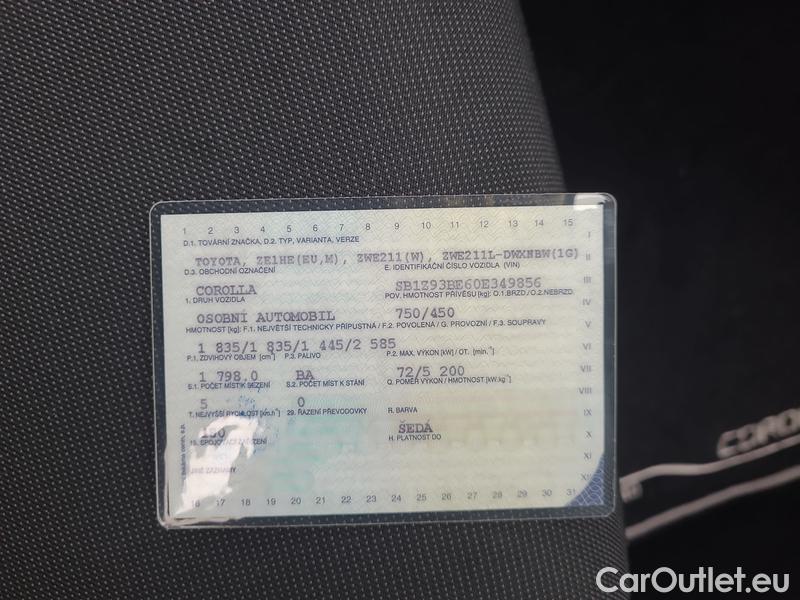 1 2 3 4 5 6 7 8 9 10 11 12 13 14 15
D.1. TOVÁRNÍ ZNAČKA, D.2. TYP, VARIANTA, VERZE
TOYOTA, ZE1HE(EU,M), ZWE211(W), ZWE211L-DWXNBW(1G)
D.3. OBCHODNÍ OZNAČENÍ E. IDENTIFIKAČNÍ ČÍSLO VOZIDLA (VIN)
COROLLA SB1Z93BE60E349856
1. DRUH VOZIDLA POV. HMOTNOST PŘÍVĚSU [kg]: O.1.BRZD./O.2.NEBRZD.
OSOBNÍ AUTOMOBIL 750/450
HMOTNOST [kg]: F.1. NEJVĚTŠÍ TECHNICKY PŘÍPUSTNÁ / F.2. POVOLENÁ / G. PROVOZNÍ / F.3. SOUPRAVY
1 835/1 835/1 445/2 585
P.1. ZDVIHOVÝ OBJEM [cm³] P.3. PALIVO P.2. MAX. VÝKON [kW] / OT. [min.⁻¹]
1 798.0 BA 72/5 200
S.1. POČET MÍST K SEZENÍ S.2. POČET MÍST K STÁNÍ Q. POMĚR VÝKON / HMOTNOST [kW.kg⁻¹]
5 0
T. NEJVYŠŠÍ RYCHLOST [km.h⁻¹] 29. ŘAZENÍ PŘEVODOVKY R. BARVA
ŠEDÁ
15. SPOJOVACÍ ZAŘÍZENÍ H. PLATNOST DO
JINÉ ZÁZNAMY
16 17 18 19 20 21 22 23 24 25 26 27 28 29 30 31
I
II
III
IV
V
VI
VII
VIII
IX
X
XI
CarOutlet.eu